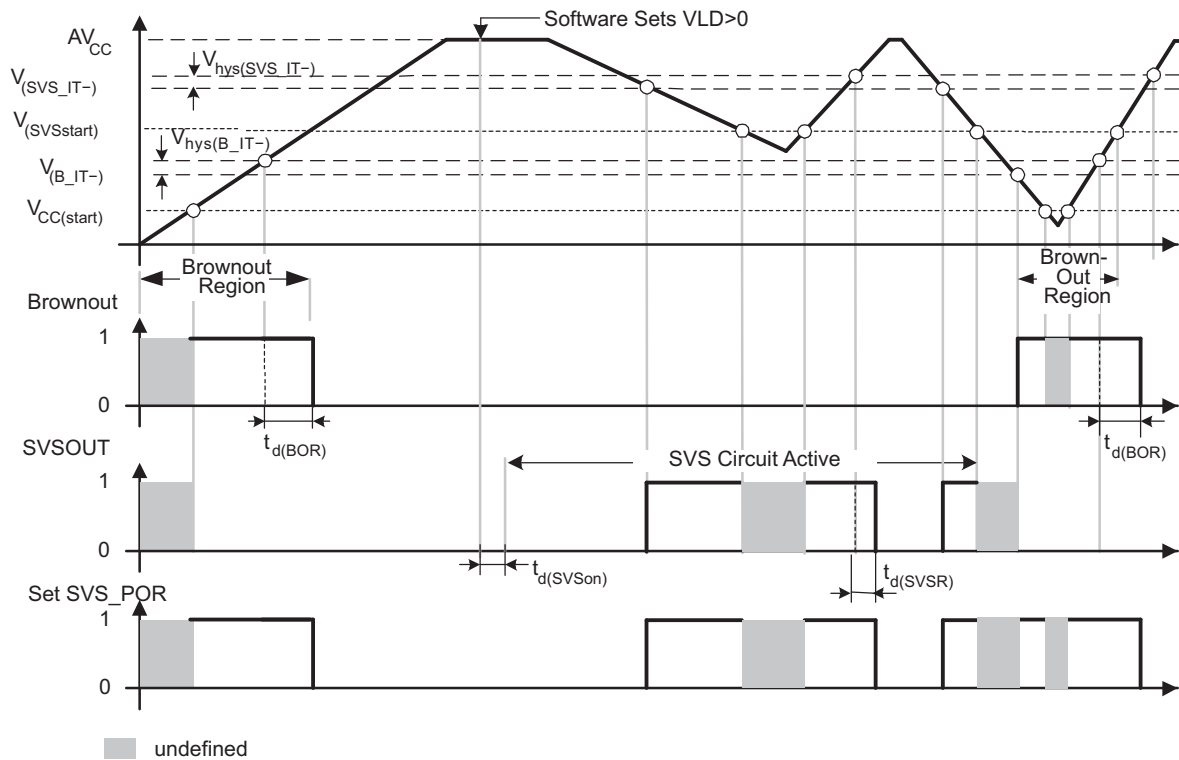 Software Sets VLD>0
AVCC
Vhys(SVS_IT−)
V(SVS_IT−)
V(SVSstart)
Vhys(B_IT−)
V(B_IT−)
VCC(start)
Brownout Region
Brown-Out Region
Brownout
1
0
td(BOR)
td(BOR)
SVSOUT
SVS Circuit Active
1
0
td(SVSon)
td(SVSR)
Set SVS_POR
1
0
undefined